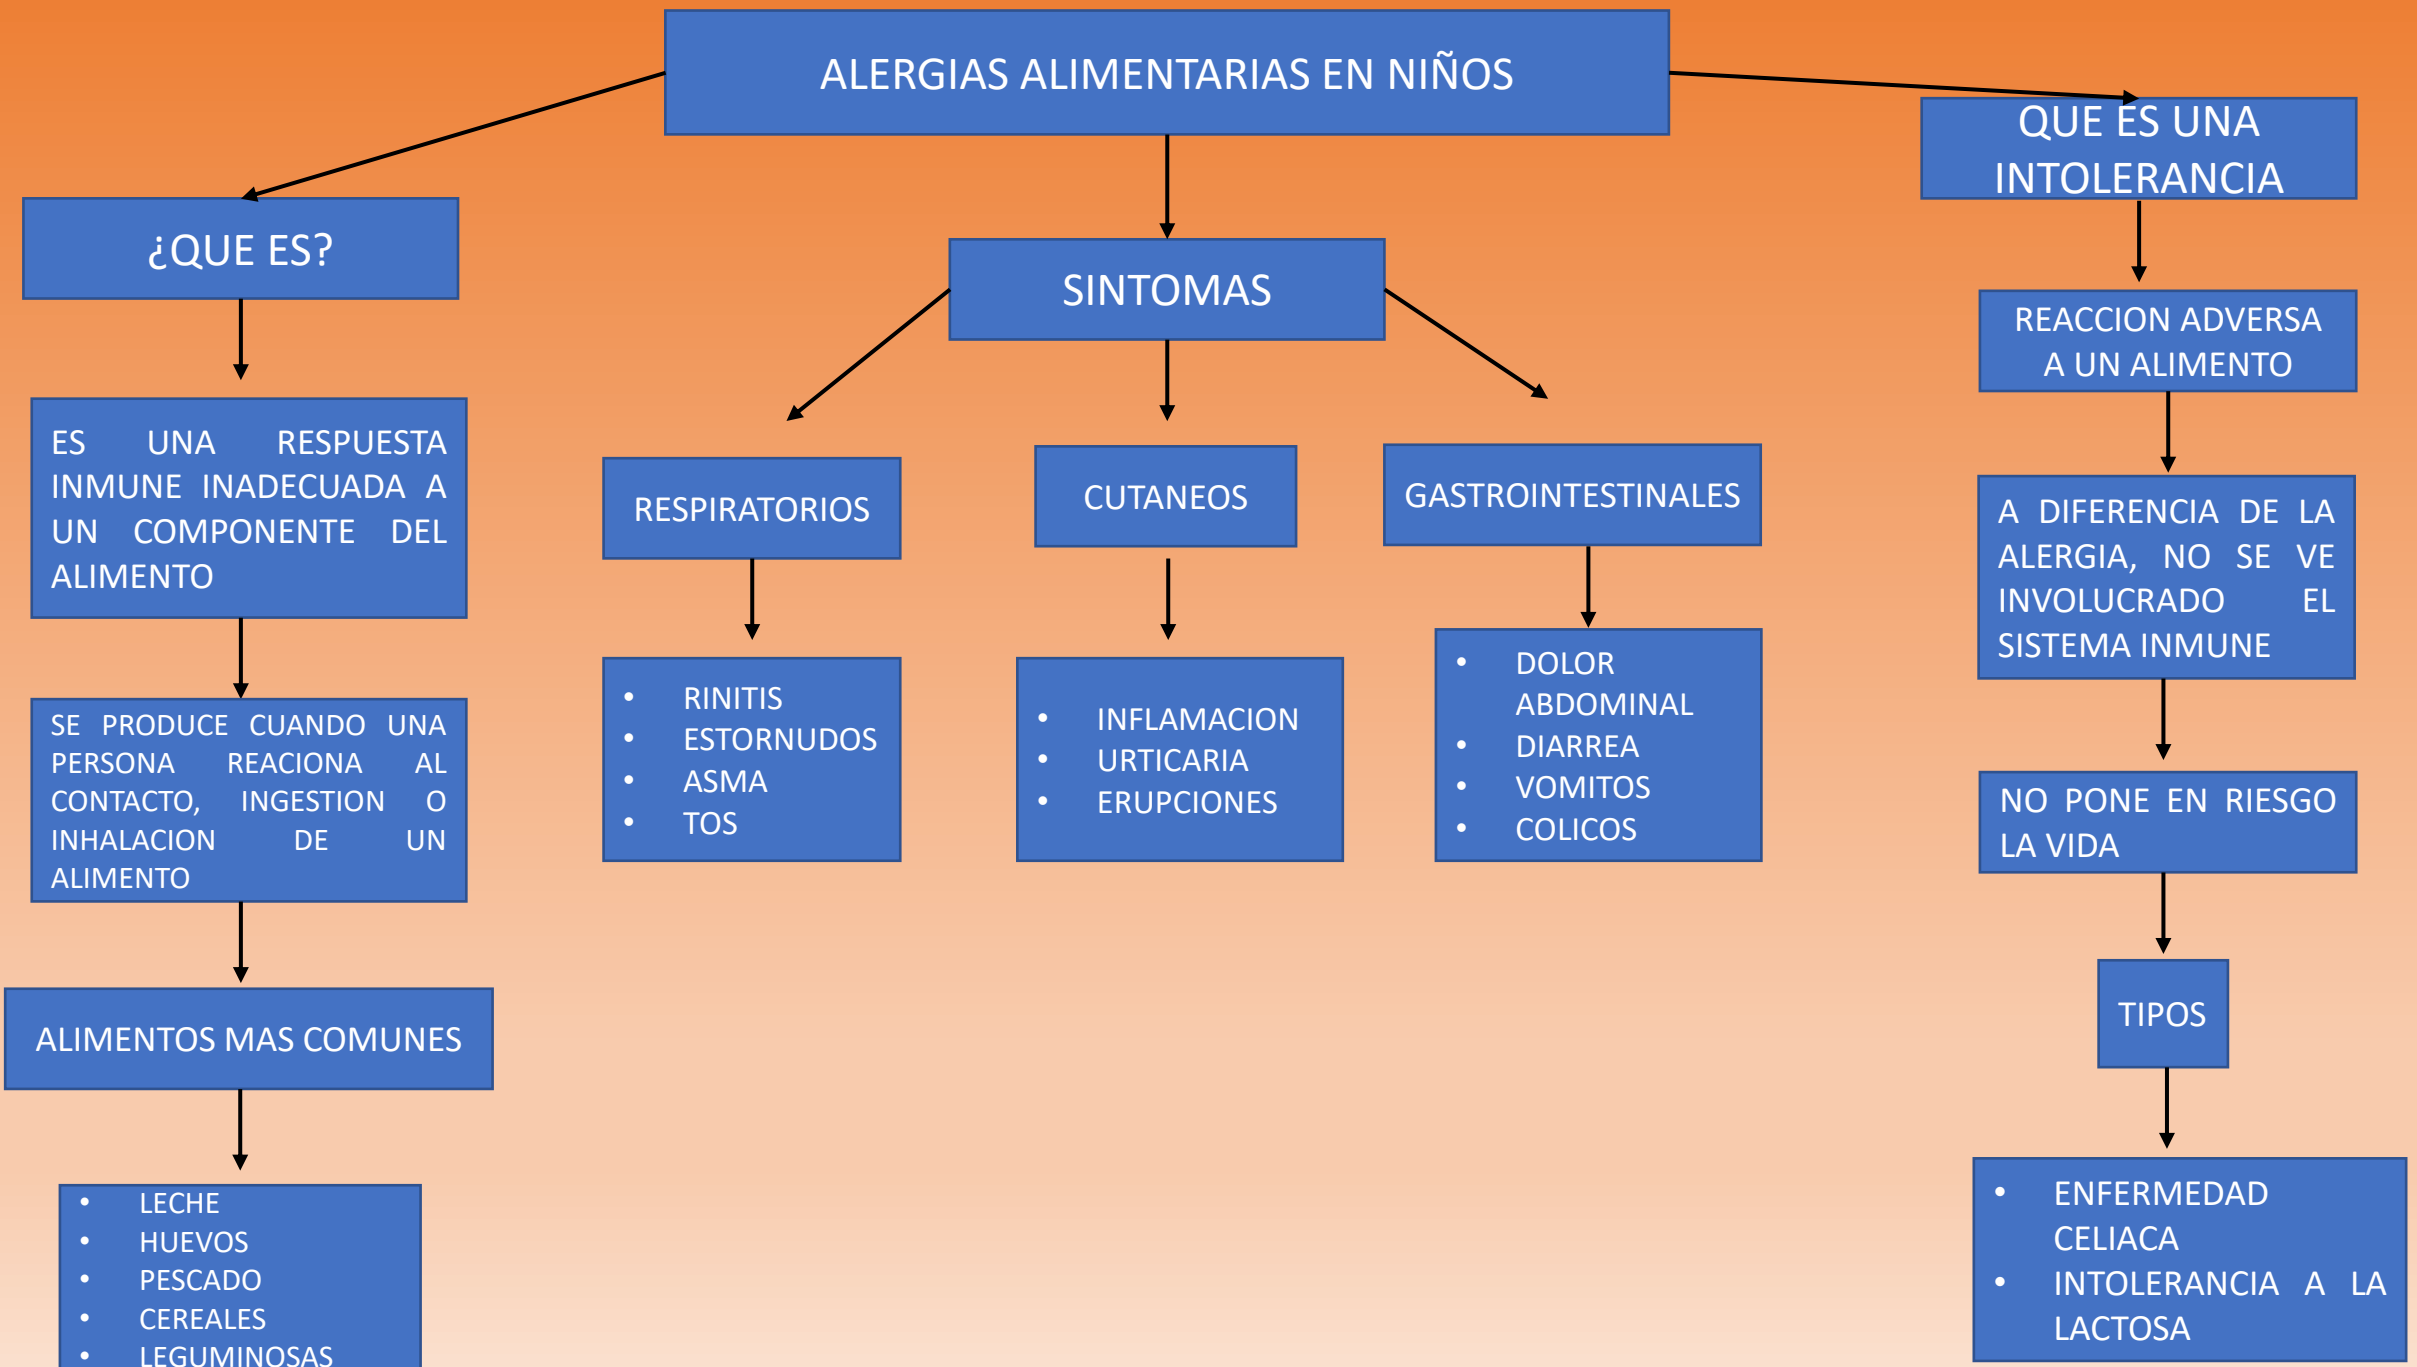 ALERGIAS ALIMENTARIAS EN NIÑOS
¿QUE ES?
ES UNA RESPUESTA
INMUNE INADECUADA A
UN COMPONENTE DEL
ALIMENTO
SE PRODUCE CUANDO UNA
PERSONA REACIONA AL
CONTACTO, INGESTION O
INHALACION DE UN
ALIMENTO
ALIMENTOS MAS COMUNES
• LECHE
• HUEVOS
• PESCADO
• CEREALES
• LEGUMINOSAS
SINTOMAS
RESPIRATORIOS
• RINITIS
• ESTORNUDOS
• ASMA
• TOS
CUTANEOS
• INFLAMACION
• URTICARIA
• ERUPCIONES
GASTROINTESTINALES
• DOLOR
ABDOMINAL
• DIARREA
• VOMITOS
• COLICOS
QUE ES UNA
INTOLERANCIA
REACCION ADVERSA
A UN ALIMENTO
A DIFERENCIA DE LA
ALERGIA, NO SE VE
INVOLUCRADO EL
SISTEMA INMUNE
NO PONE EN RIESGO
LA VIDA
TIPOS
• ENFERMEDAD
CELIACA
• INTOLERANCIA A LA
LACTOSA